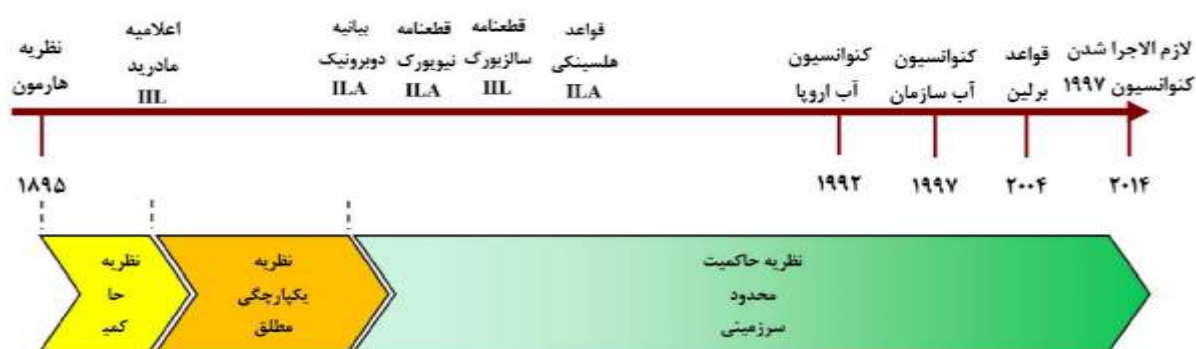 نظریه
هارمون
اعلامیه
مادرید
IIL
بیانیه
دوبرونیک
ILA
قطعنامه
نیویورک
ILA
قطعنامه
سالزبورگ
IIL
قواعد
هلسینکی
ILA
کنوانسیون
آب اروپا
کنوانسیون
آب سازمان
قواعد
برلین
لازم الاجرا شدن
کنوانسیون ۱۹۹۷
۱۸۹۵
۱۹۹۲
۱۹۹۷
۲۰۰۴
۲۰۱۴
نظریه
حا
کمیـ
نظریه
یکپارچگی
مطلق
نظریه حاکمیت
محدود
سرزمینی